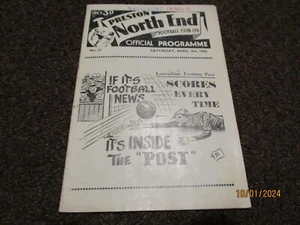 3D
PRESTON
North End
FOOTBALL CLUB LTD
OFFICIAL PROGRAMME
SATURDAY, APRIL
Lancashire Evening Post
IF IT'S
FOOTBALL
NEWS
SCORES
EVERY
TIME
IT'S INSIDE
THE "POST"
10/01/2024